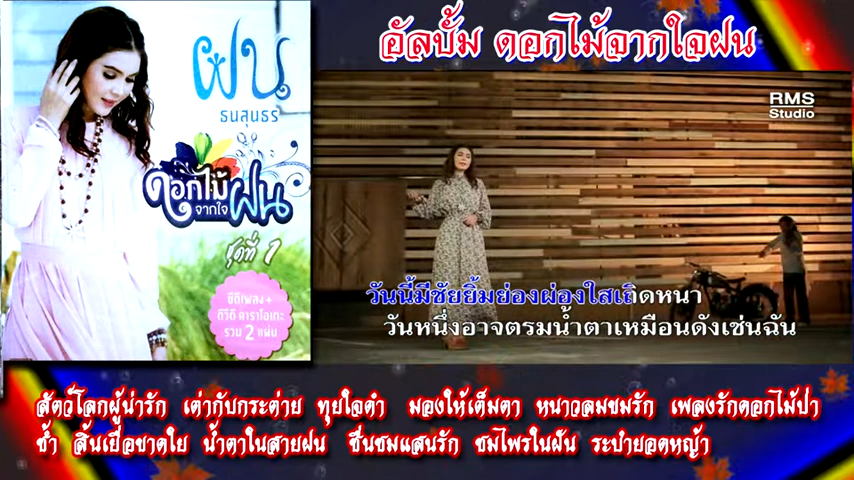 อัลบั้ม ดอกไม้จากใจฝน
ฝน
ธนสุนธร
ดอกไม้
จากใจ ฝน
ชุดที่ 1
ซีดีเพลง +
ดีวีดี คาราโอเกะ
รวม 2 แผ่น
RMS
Studio
วันนี้มีชัยยิ้มย่องผ่องใสเถิดหนา
วันหนึ่งอาจตรมน้ำตาเหมือนดังเช่นฉัน
สัตว์โลกผู้น่ารัก เต่ากับกระต่าย ทุยใจดำ มองให้เต็มตา หนาวลมชมรัก เพลงรักดอกไม้ป่า
ช้ำ สิ้นเยื่อขาดใย น้ำตาในสายฝน ชื่นชมแสนรัก ชมไพรในฝัน ระบำยอดหญ้า